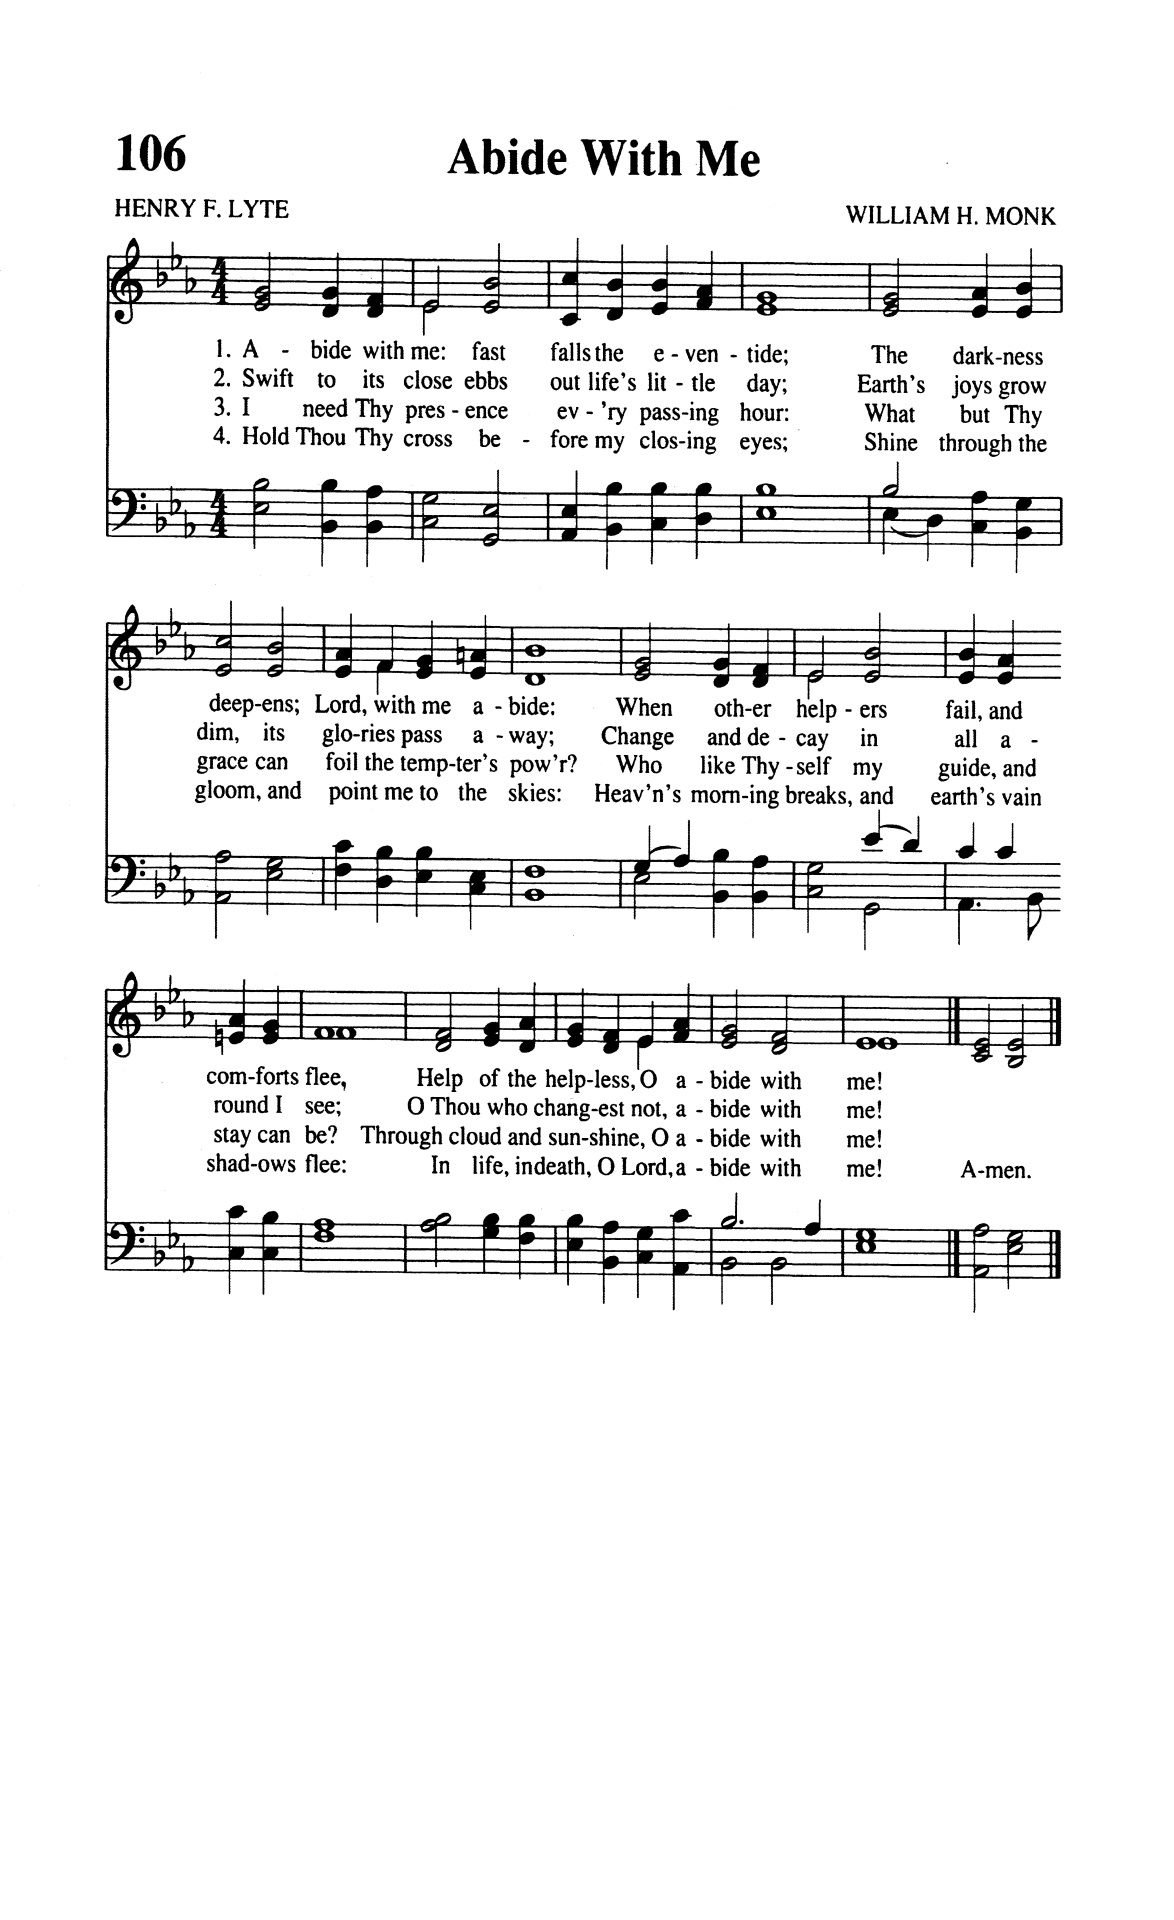 106 Abide With Me
HENRY F. LYTE WILLIAM H. MONK
1. A - bide with me: fast falls the e - ven - tide; The dark-ness
2. Swift to its close ebbs out life's lit - tle day; Earth's joys grow
3. I need Thy pres - ence ev - 'ry pass-ing hour: What but Thy
4. Hold Thou Thy cross be - fore my clos-ing eyes; Shine through the
deep-ens; Lord, with me a - bide: When oth-er help - ers fail, and
dim, its glo-ries pass a - way; Change and de - cay in all a -
grace can foil the temp-ter's pow'r? Who like Thy - self my guide, and
gloom, and point me to the skies: Heav'n's morn-ing breaks, and earth's vain
com-forts flee, Help of the help-less, O a - bide with me!
round I see; O Thou who chang-est not, a - bide with me!
stay can be? Through cloud and sun-shine, O a - bide with me!
shad-ows flee: In life, in death, O Lord, a - bide with me! A-men.